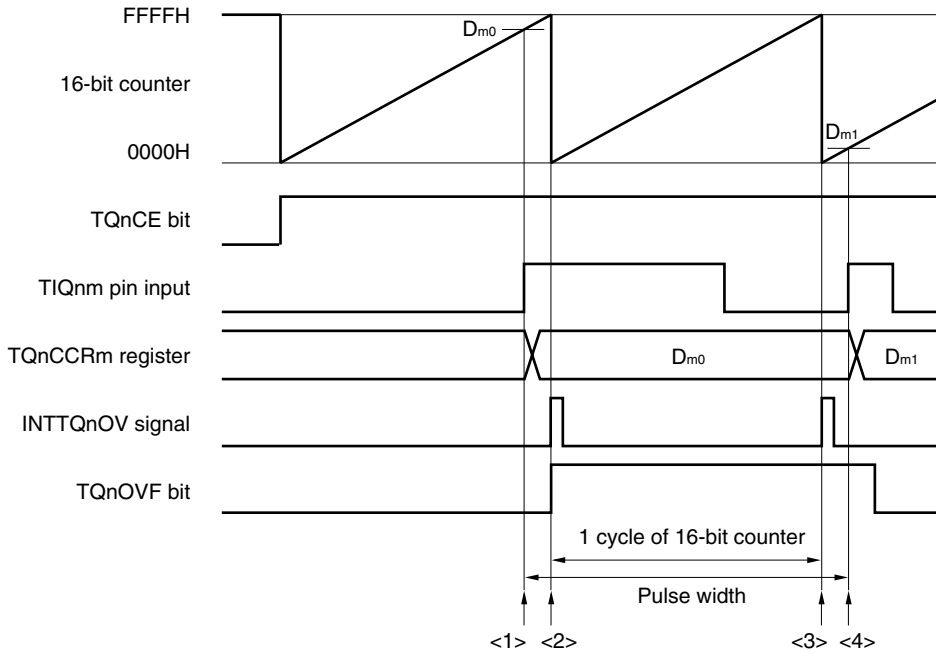 FFFFH
Dm0
16-bit counter
Dm1
0000H
TQnCE bit
TIQnm pin input
TQnCCRm register
Dm0
Dm1
INTTQnOV signal
TQnOVF bit
1 cycle of 16-bit counter
Pulse width
<1> <2> <3> <4>